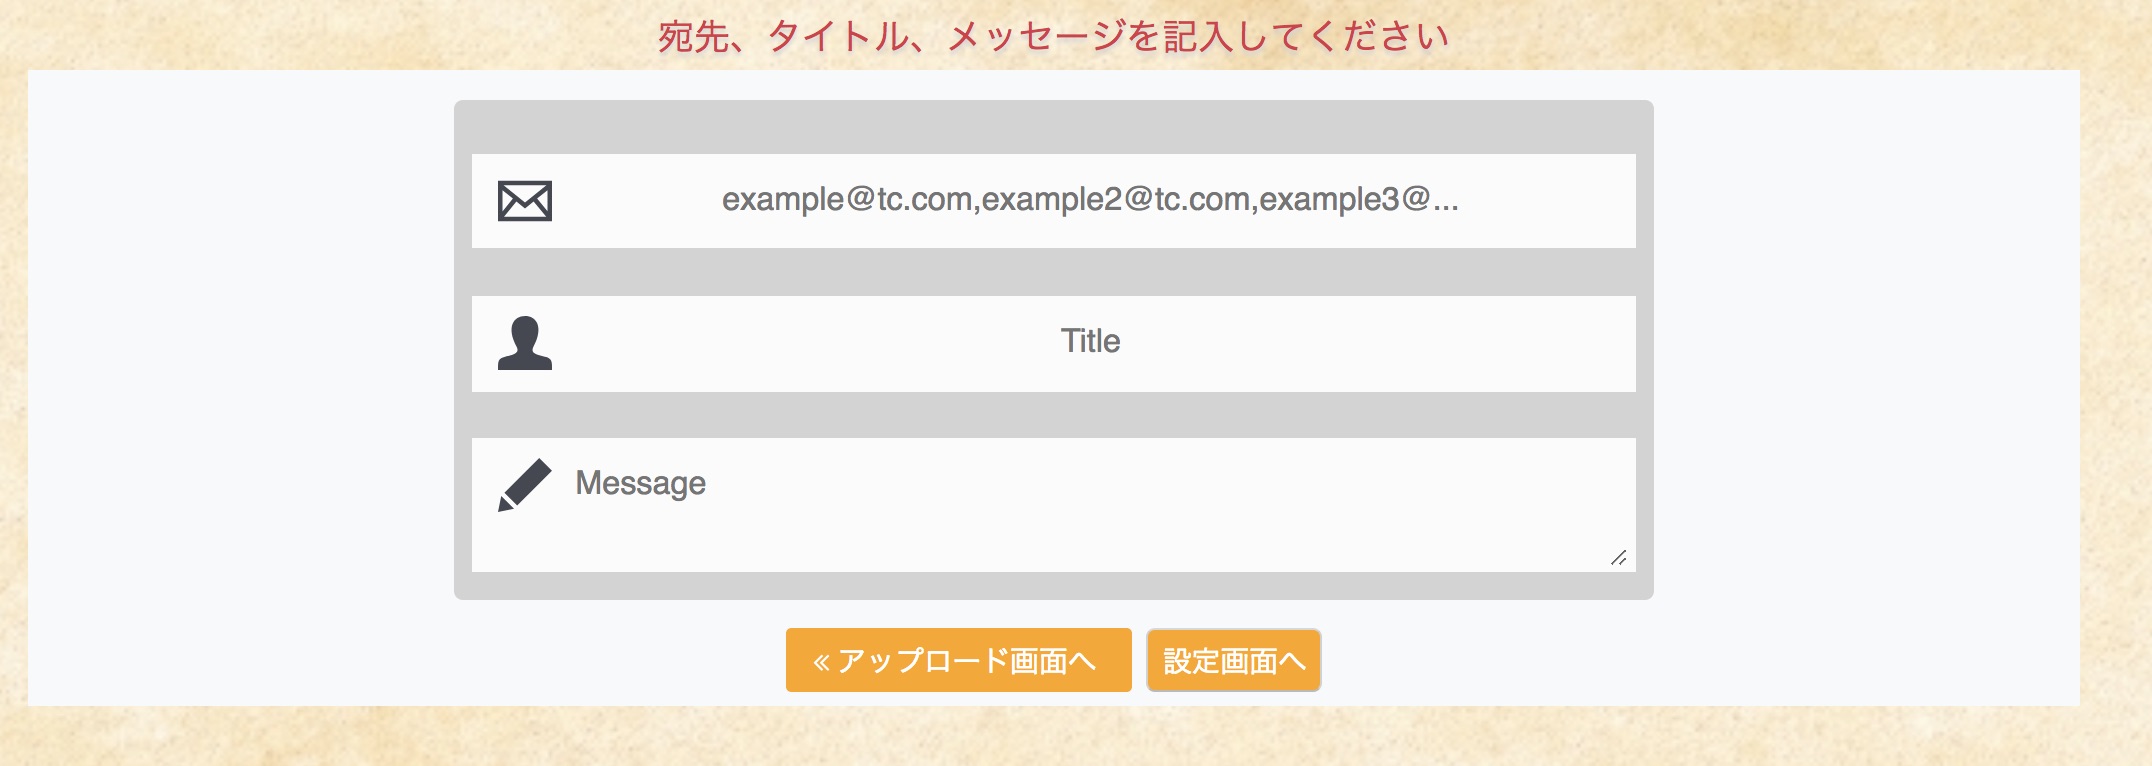 宛先、タイトル、メッセージを記入してください
example@tc.com,example2@tc.com,example3@...
Title
Message
« アップロード画面へ
設定画面へ